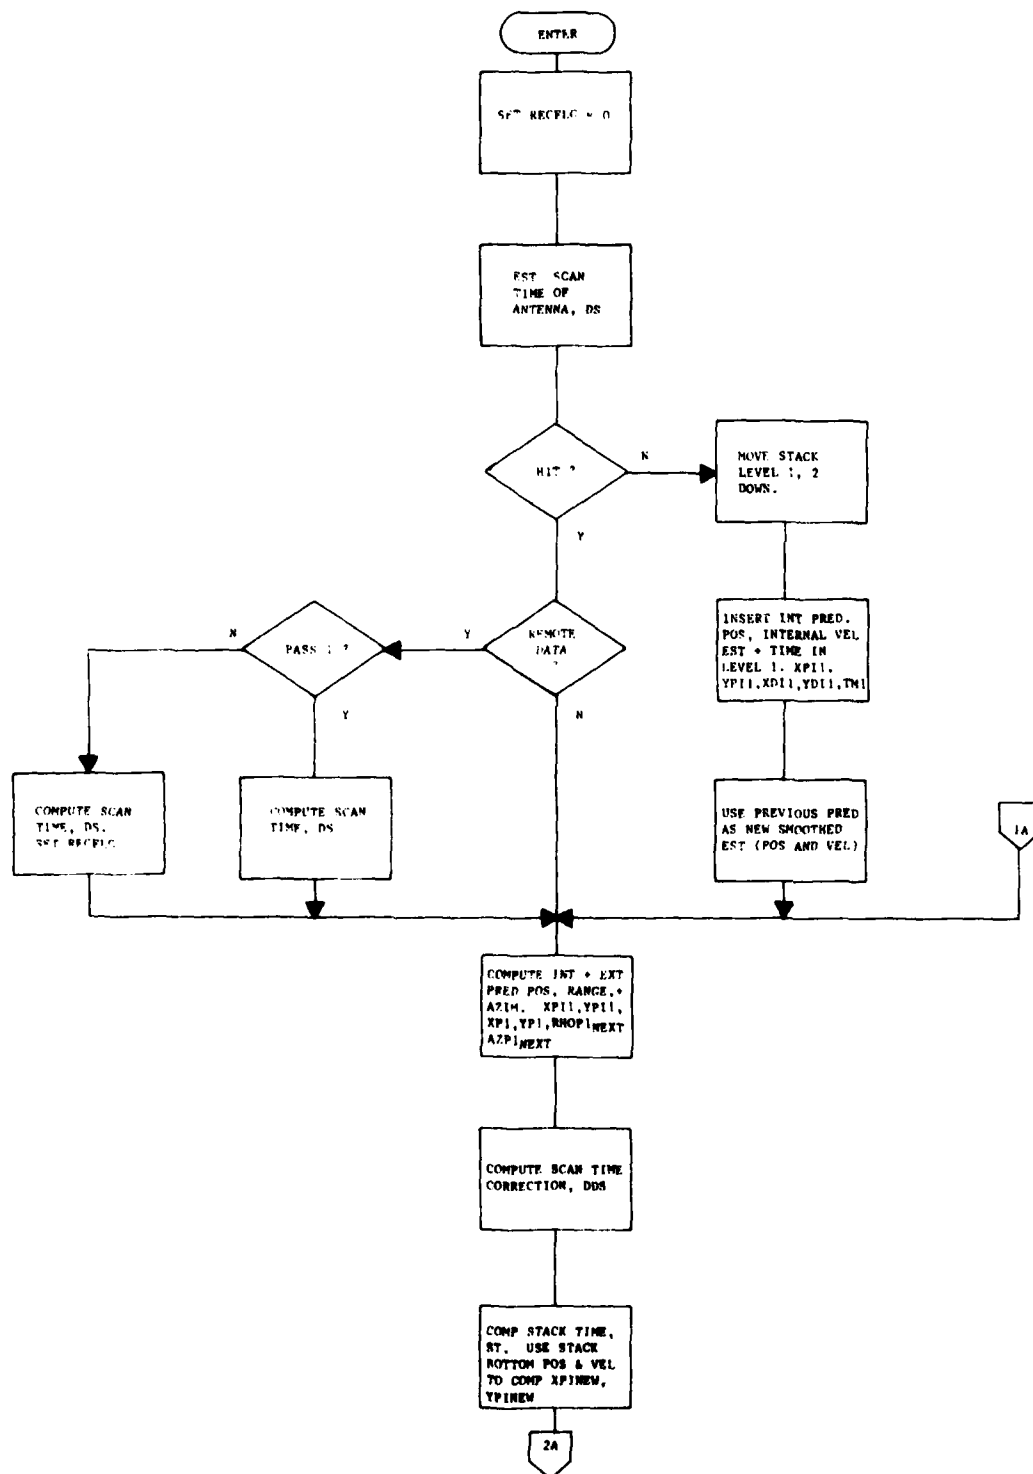 ENTER
SET RECFLG = 0
EST SCAN
TIME OF
ANTENNA, DS
HIT ?
N
Y
MOVE STACK
LEVEL 1, 2
DOWN.
INSERT INT PRED.
POS, INTERNAL VEL
EST + TIME IN
LEVEL 1. XPI1,
YPI1,XDI1,YDI1,TM1
USE PREVIOUS PRED
AS NEW SMOOTHED
EST (POS AND VEL)
1A
REMOTE
DATA
?
Y
N
PASS 1 ?
N
Y
COMPUTE SCAN
TIME, DS.
SET RECFLG
COMPUTE SCAN
TIME, DS
COMPUTE INT + EXT
PRED POS, RANGE,+
AZIM. XPI1,YPI1,
XP1,YP1,RHOP1NEXT
AZP1NEXT
COMPUTE SCAN TIME
CORRECTION, DDS
COMP STACK TIME,
ST. USE STACK
BOTTOM POS & VEL
TO COMP XPINEW,
YPINEW
2A